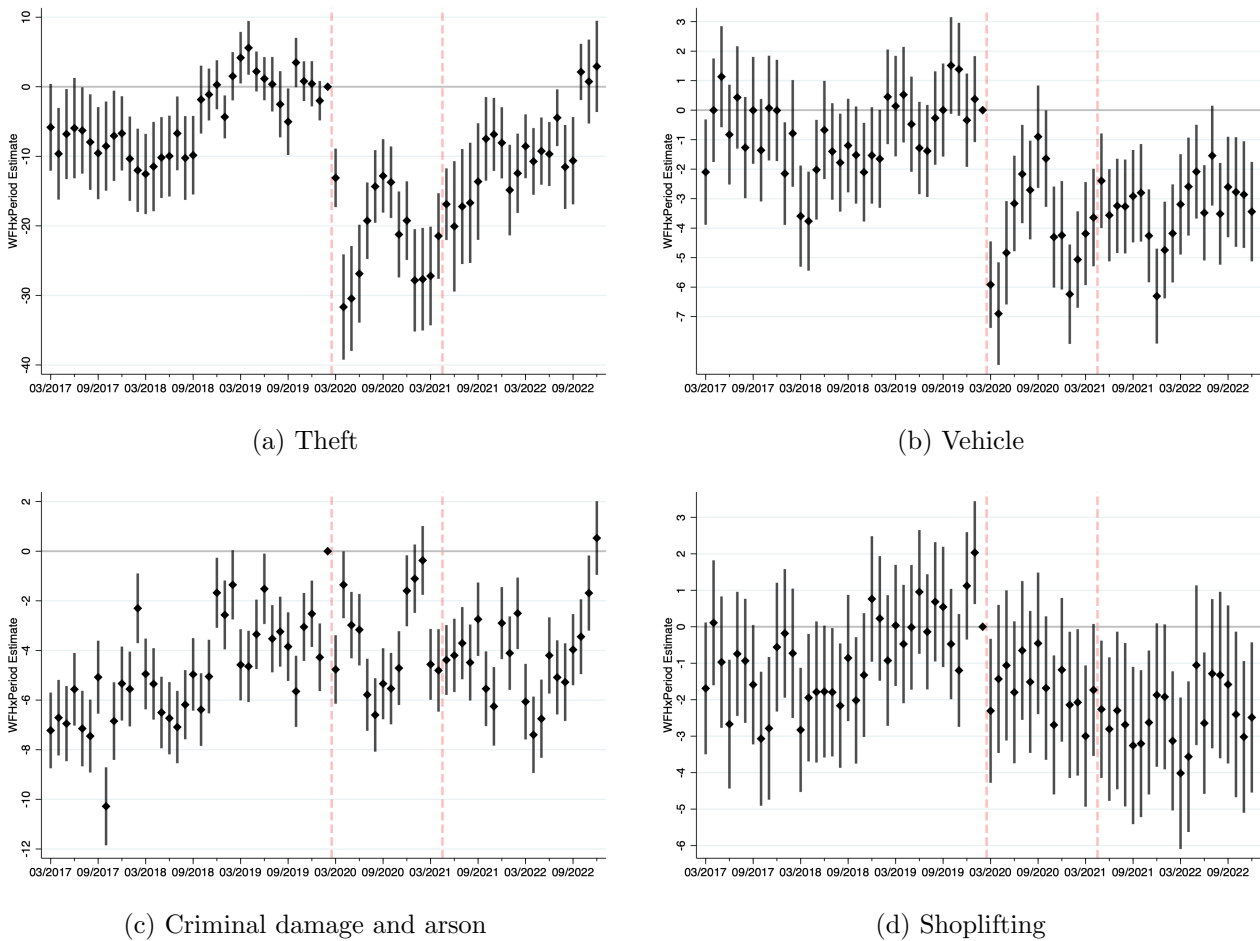 10
0
-10
-20
-30
-40
WFHxPeriod Estimate
03/2017 09/2017 03/2018 09/2018 03/2019 09/2019 03/2020 09/2020 03/2021 09/2021 03/2022 09/2022
(a) Theft
3
2
1
0
-1
-2
-3
-4
-5
-6
-7
WFHxPeriod Estimate
03/2017 09/2017 03/2018 09/2018 03/2019 09/2019 03/2020 09/2020 03/2021 09/2021 03/2022 09/2022
(b) Vehicle
2
0
-2
-4
-6
-8
-10
-12
WFHxPeriod Estimate
03/2017 09/2017 03/2018 09/2018 03/2019 09/2019 03/2020 09/2020 03/2021 09/2021 03/2022 09/2022
(c) Criminal damage and arson
3
2
1
0
-1
-2
-3
-4
-5
-6
WFHxPeriod Estimate
03/2017 09/2017 03/2018 09/2018 03/2019 09/2019 03/2020 09/2020 03/2021 09/2021 03/2022 09/2022
(d) Shoplifting